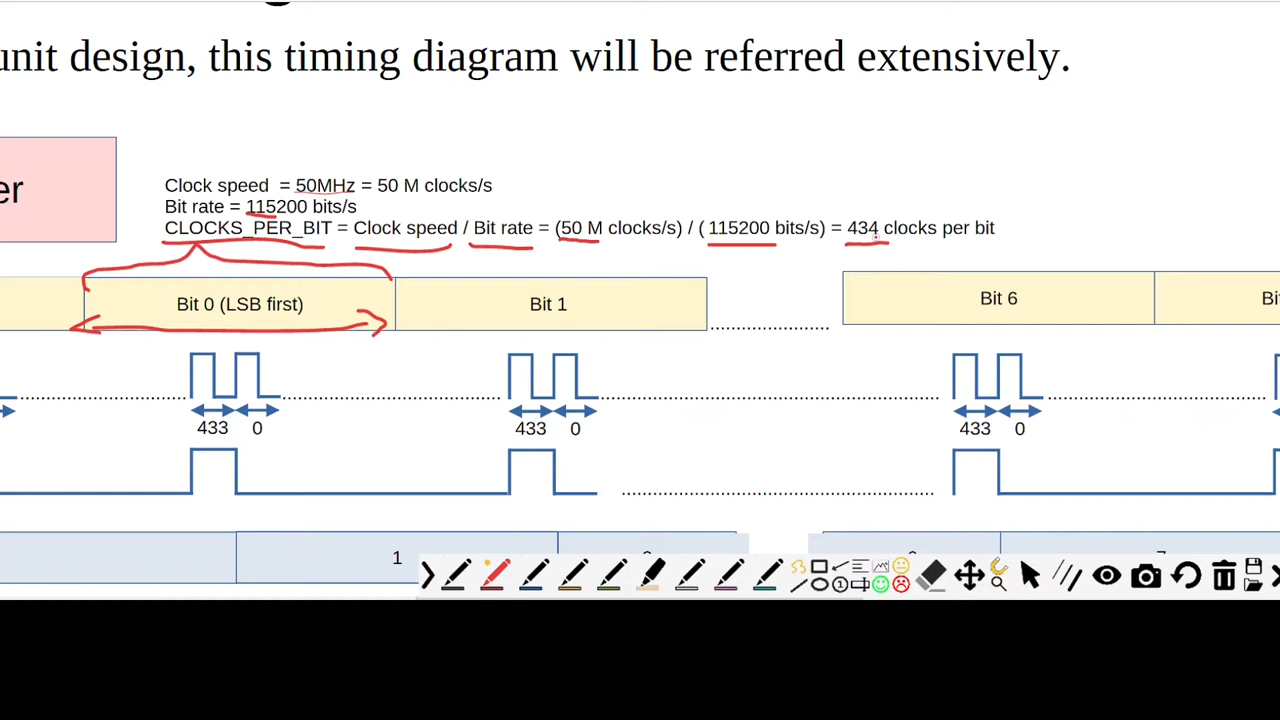 unit design, this timing diagram will be referred extensively.
er
Clock speed = 50MHz = 50 M clocks/s
Bit rate = 115200 bits/s
CLOCKS_PER_BIT = Clock speed / Bit rate = (50 M clocks/s) / ( 115200 bits/s) = 434 clocks per bit
Bit 0 (LSB first) Bit 1 Bit 6
433 0 433 0 433 0
1